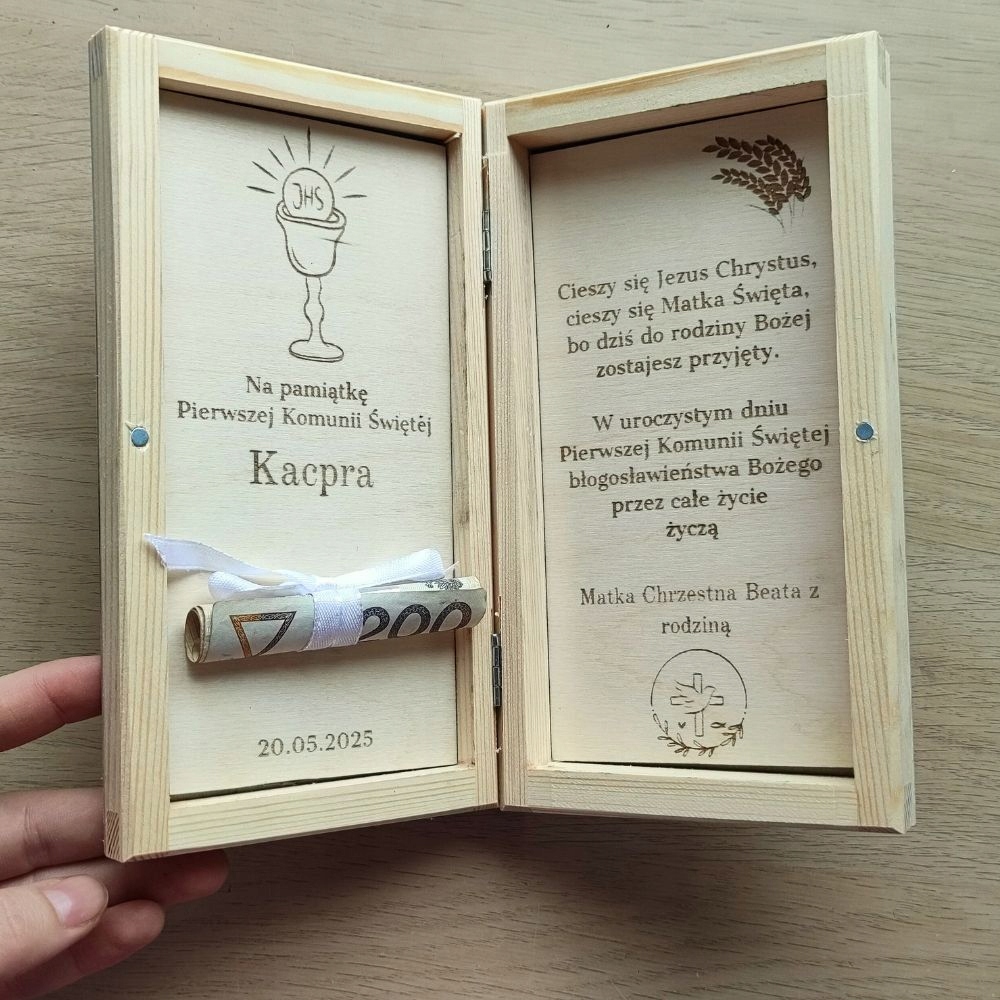 JHS
Na pamiątkę
Pierwszej Komunii Świętej
Kacpra
200
20.05.2025
Cieszy się Jezus Chrystus,
cieszy się Matka Święta,
bo dziś do rodziny Bożej
zostajesz przyjęty.
W uroczystym dniu
Pierwszej Komunii Świętej
błogosławieństwa Bożego
przez całe życie
życzą
Matka Chrzestna Beata z
rodziną